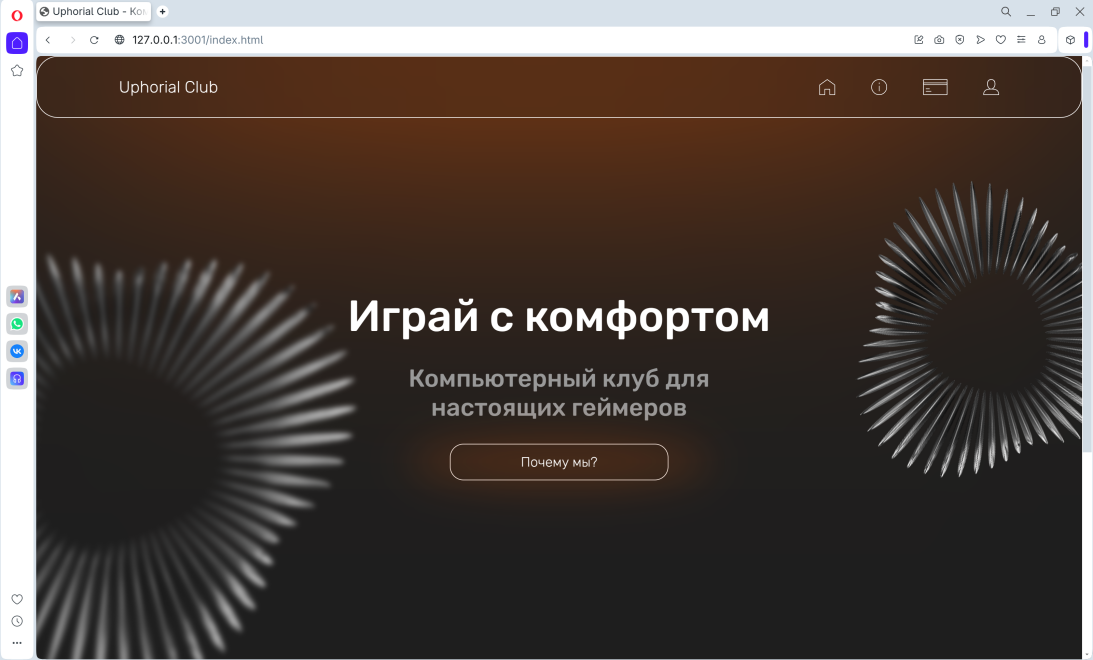 Uphorial Club - Ко
127.0.0.1:3001/index.html
Uphorial Club
Играй с комфортом
Компьютерный клуб для
настоящих геймеров
Почему мы?